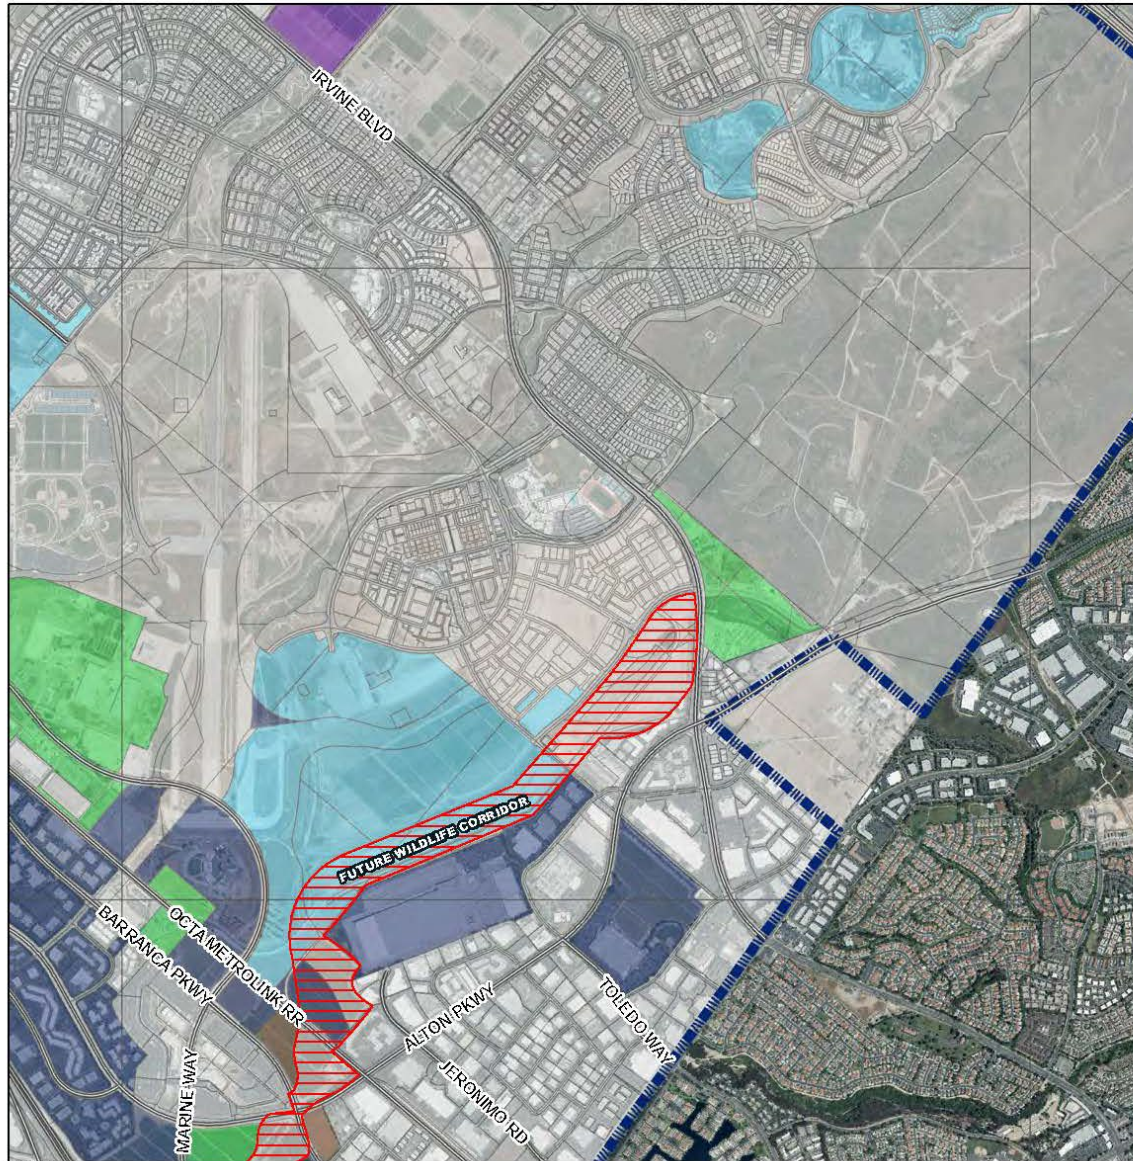 IRVINE BLVD
FUTURE WILDLIFE CORRIDOR
OCTA METROLINK RR
BARRANCA PKWY
ALTON PKWY
TOLEDO WAY
JERONIMO RD
MARINE WAY